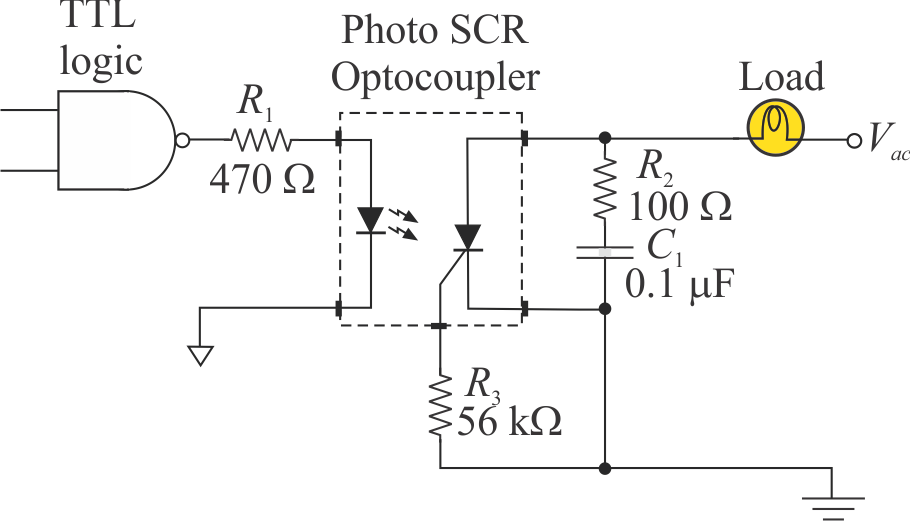 TTL
logic
Photo SCR
Optocoupler
Load
R1
470 Ω
Vac
R2
100 Ω
C1
0.1 μF
R3
56 kΩ